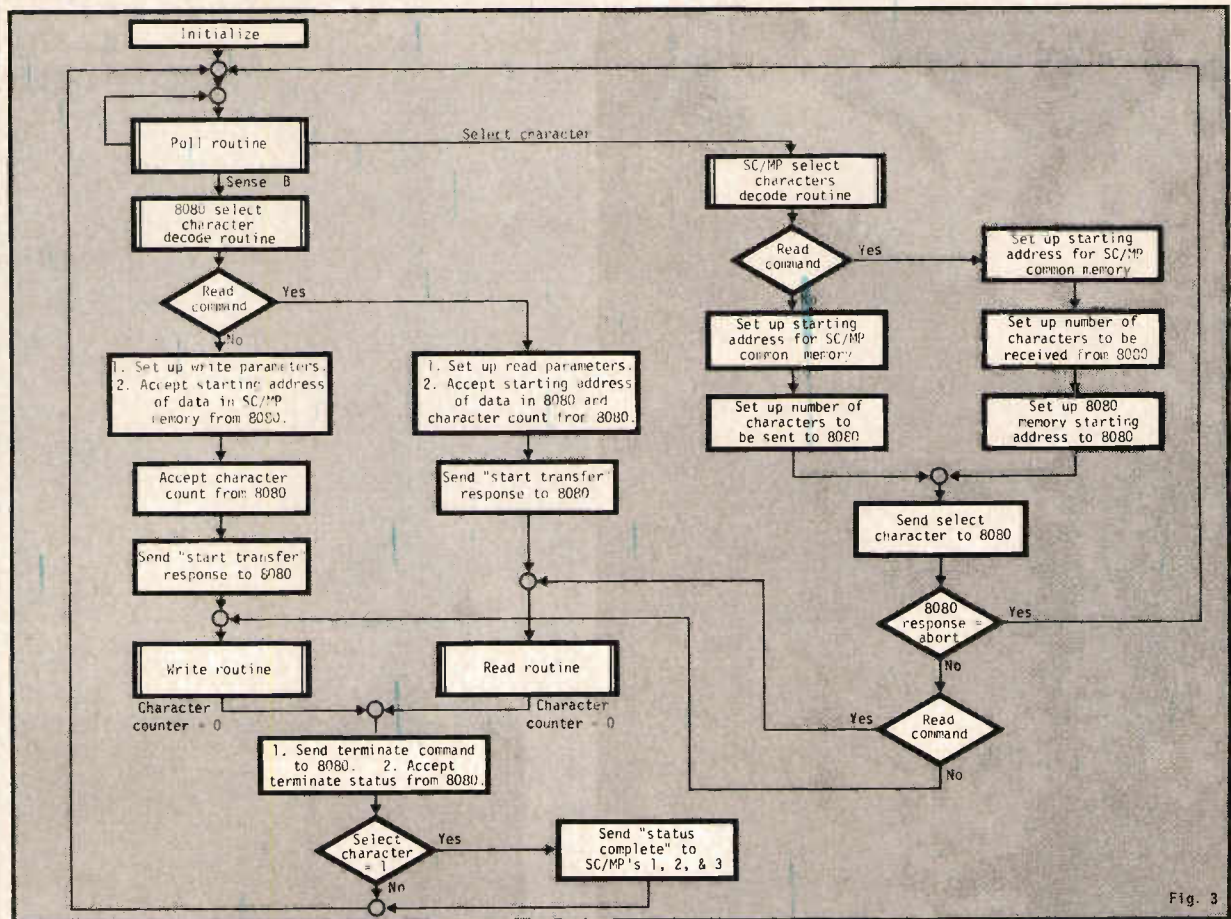 Initialize
Poll routine
Select character
Sense B
8080 select
character
decode routine
Read
command
Yes
No
1. Set up write parameters.
2. Accept starting address
of data in SC/MP
memory from 8080.
Accept character
count from 8080
Send "start transfer"
response to 8080
Write routine
Character
counter = 0
1. Set up read parameters.
2. Accept starting address
of data in 8080 and
character count from 8080.
Send "start transfer"
response to 8080
Read routine
Character
counter = 0
1. Send terminate command
to 8080. 2. Accept
terminate status from 8080.
Select
character
= 1
Yes
No
Send "status
complete" to
SC/MP's 1, 2, & 3
SC/MP select
characters
decode routine
Read
command
Yes
No
Set up starting
address for SC/MP
common memory
Set up number of
characters to
be sent to 8080
Set up starting
address for SC/MP
common memory
Set up number of
characters to be
received from 8080
Set up 8080
memory starting
address to 8080
Send select
character to 8080
8080
response =
abort
Yes
No
Read
command
Yes
No
Fig. 3